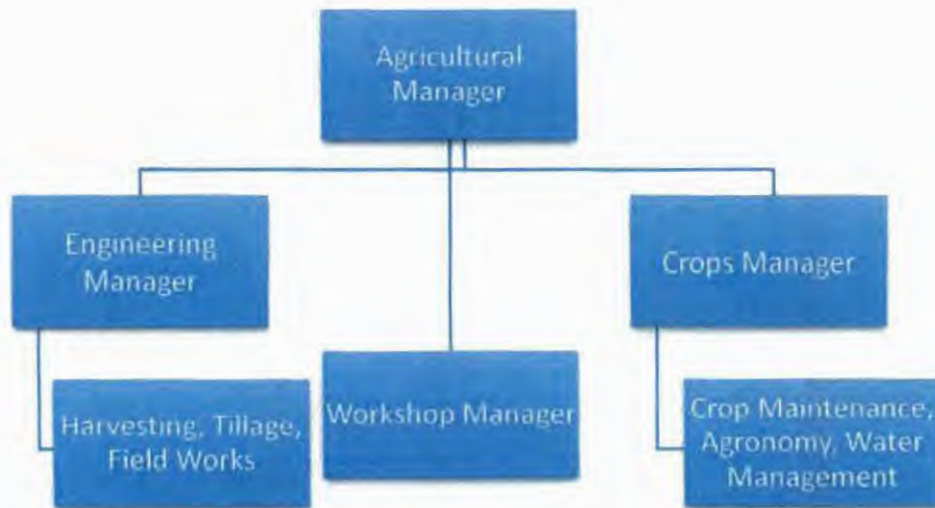 Agricultural
Manager
Engineering
Manager
Crops Manager
Harvesting, Tillage,
Field Works
Workshop Manager
Crop Maintenance,
Agronomy, Water
Management